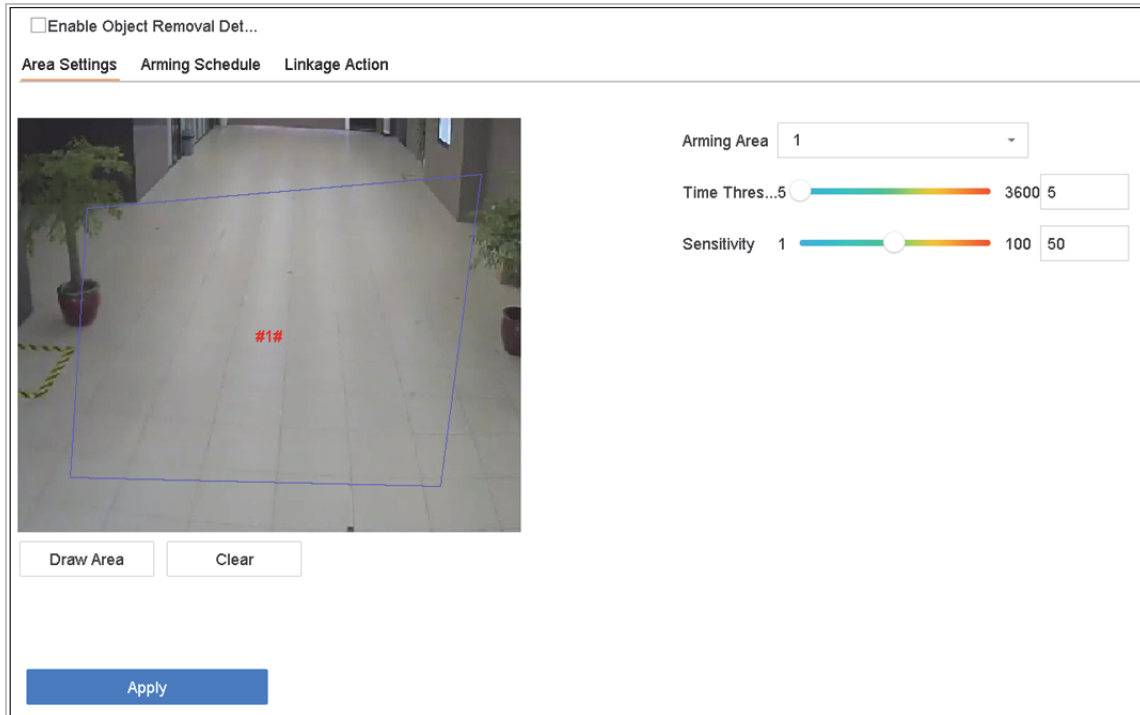 Enable Object Removal Det...
Area Settings Arming Schedule Linkage Action
Arming Area 1
Time Thres...5 3600 5
Sensitivity 1 100 50
#1#
Draw Area Clear
Apply